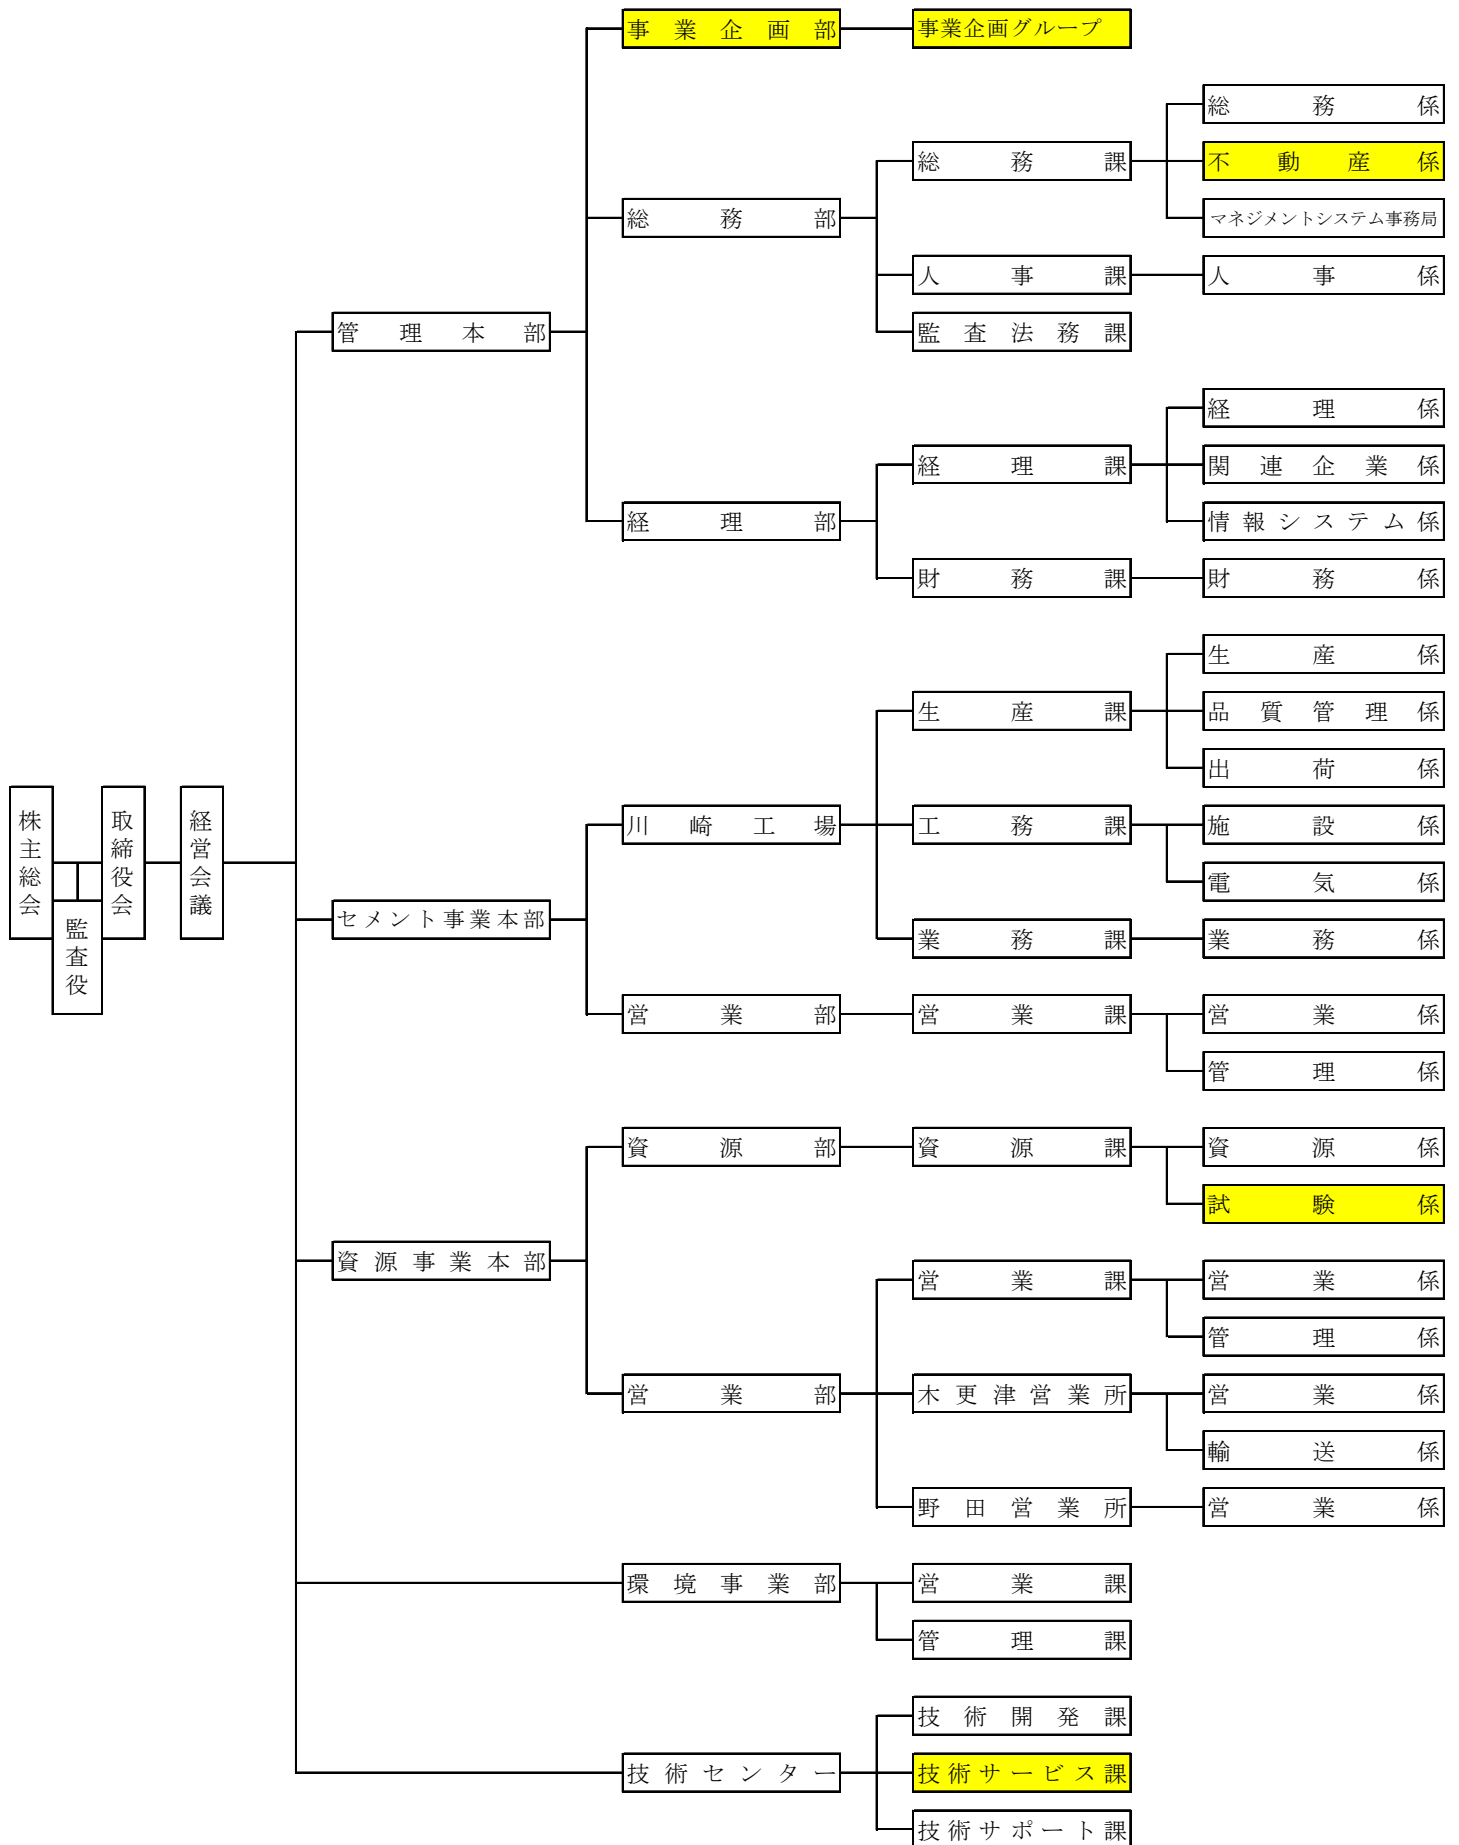 事業企画部
事業企画グループ
総務係
総務課
不動産係
総務部
マネジメントシステム事務局
人事課
人事係
管理本部
監査法務課
経理係
経理課
関連企業係
経理部
情報システム係
財務課
財務係
生産係
生産課
品質管理係
出荷係
株主総会
取締役会
経営会議
監査役
川崎工場
工務課
施設係
電気係
セメント事業本部
業務課
業務係
営業部
営業課
営業係
管理係
資源部
資源課
資源係
試験係
資源事業本部
営業課
営業係
管理係
営業部
木更津営業所
営業係
輸送係
野田営業所
営業係
環境事業部
営業課
管理課
技術開発課
技術センター
技術サービス課
技術サポート課